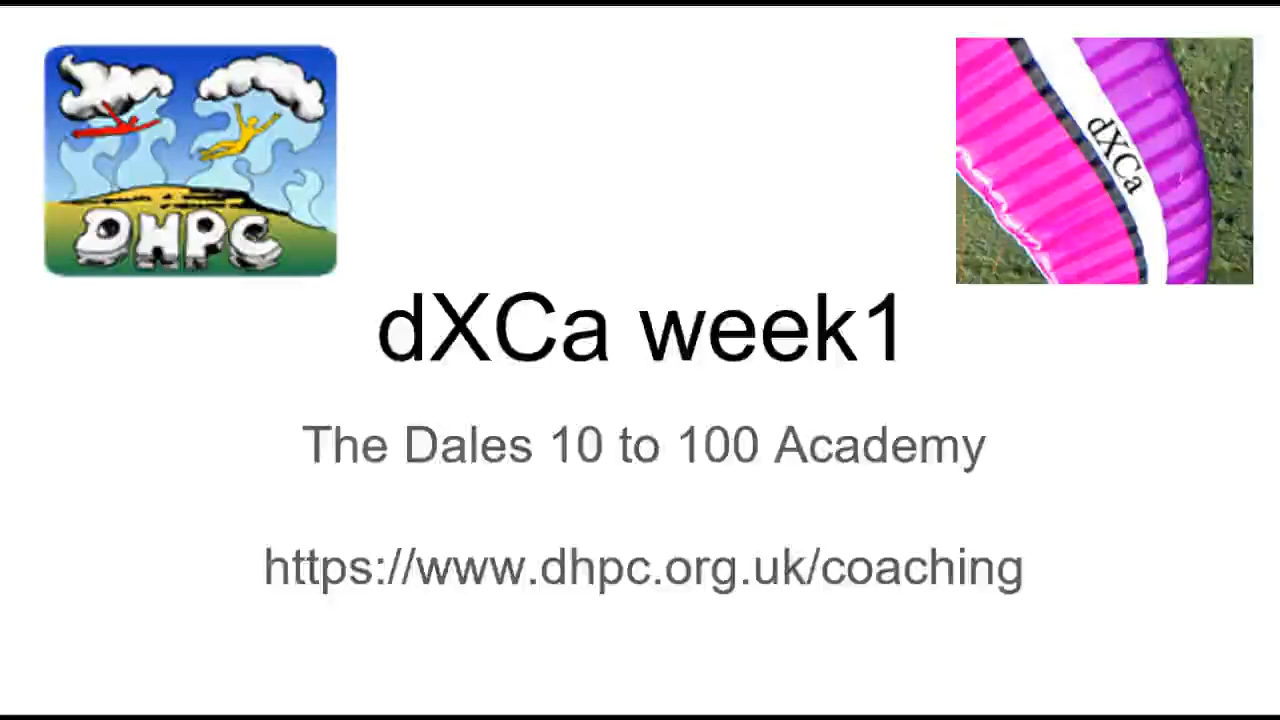 DHPC
dXCa
dXCa week1
The Dales 10 to 100 Academy
https://www.dhpc.org.uk/coaching